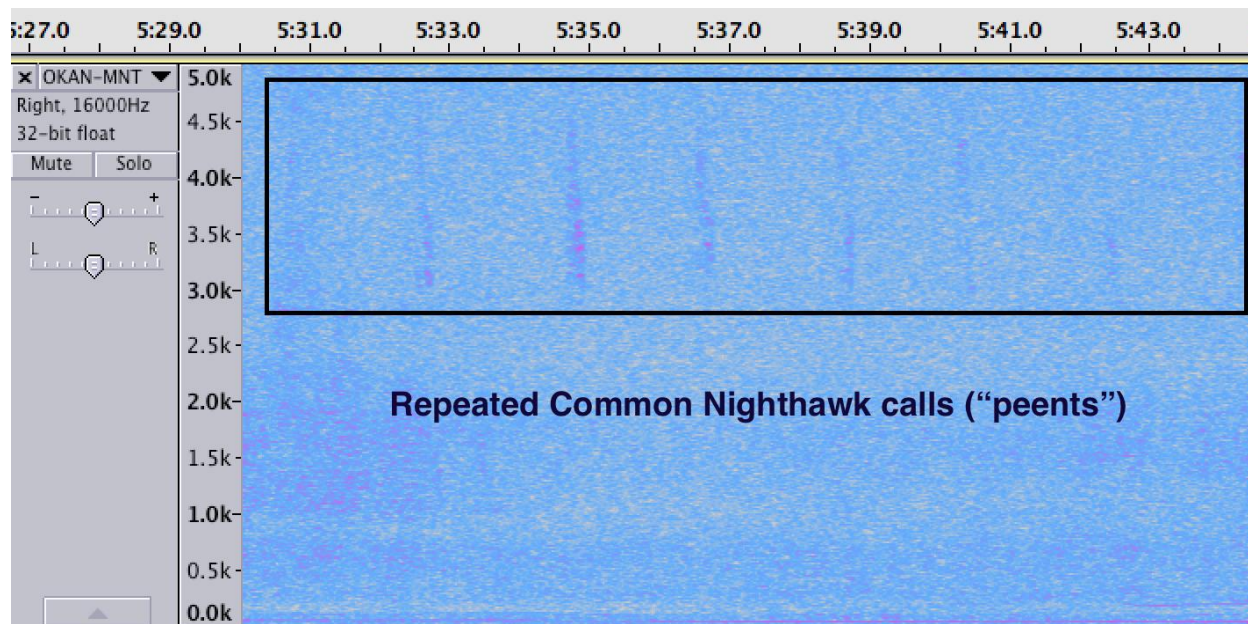 5:27.0 5:29.0 5:31.0 5:33.0 5:35.0 5:37.0 5:39.0 5:41.0 5:43.0
× OKAN-MNT ▼
Right, 16000Hz
32-bit float
Mute Solo
- +
L R
5.0k
4.5k
4.0k
3.5k
3.0k
2.5k
2.0k
1.5k
1.0k
0.5k
0.0k
Repeated Common Nighthawk calls (“peents”)